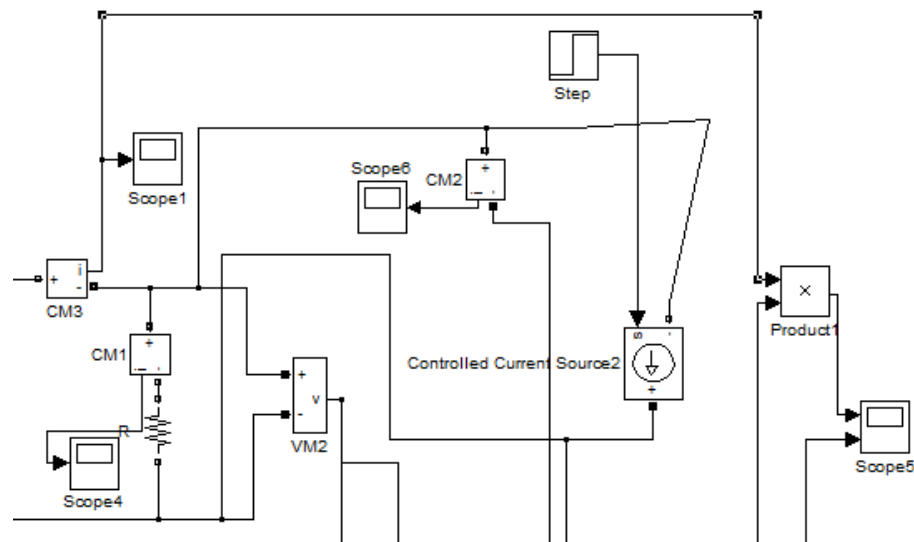 Step
Scope6
CM2
+
-
Scope1
+
i
-
CM3
×
Product1
s
-
+
Controlled Current Source2
CM1
+
-
+
-
v
VM2
R
Scope4
Scope5